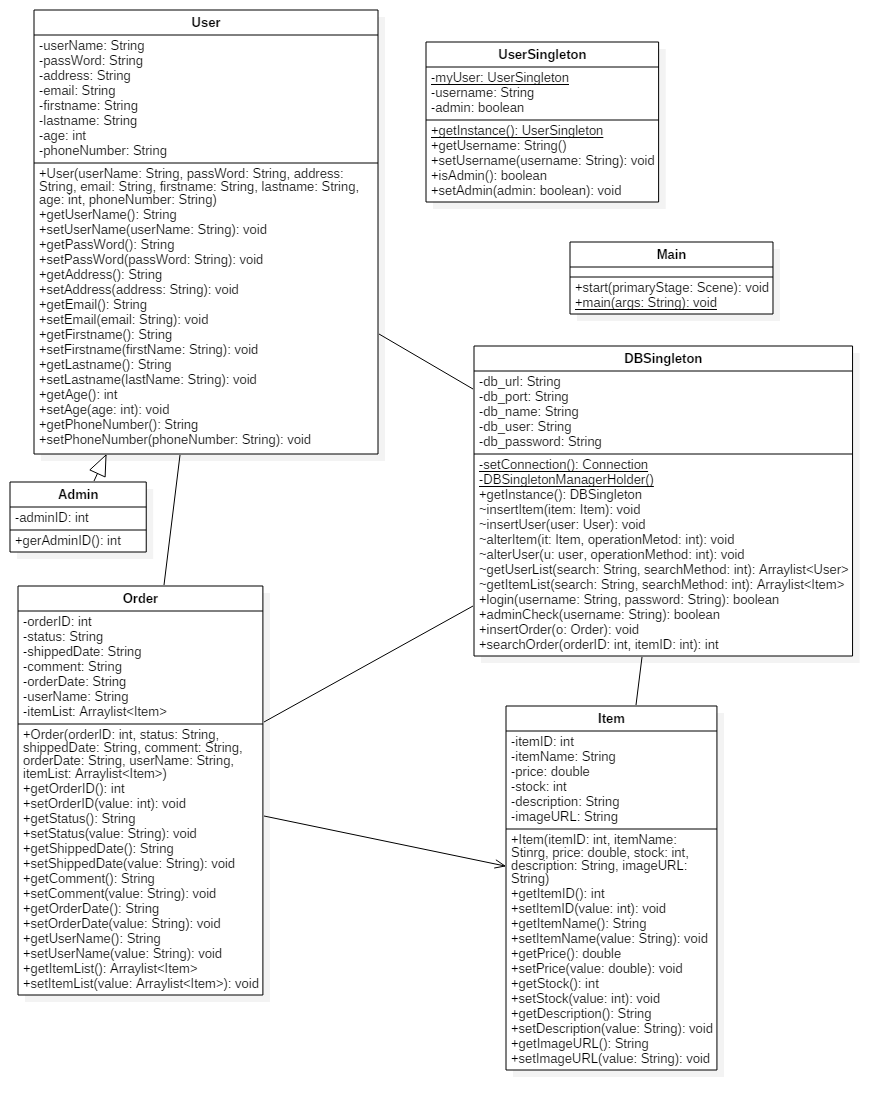 User
-userName: String
-passWord: String
-address: String
-email: String
-firstname: String
-lastname: String
-age: int
-phoneNumber: String
+User(userName: String, passWord: String, address:
String, email: String, firstname: String, lastname: String,
age: int, phoneNumber: String)
+getUserName(): String
+setUserName(userName: String): void
+getPassWord(): String
+setPassWord(passWord: String): void
+getAddress(): String
+setAddress(address: String): void
+getEmail(): String
+setEmail(email: String): void
+getFirstname(): String
+setFirstname(firstName: String): void
+getLastname(): String
+setLastname(lastName: String): void
+getAge(): int
+setAge(age: int): void
+getPhoneNumber(): String
+setPhoneNumber(phoneNumber: String): void
UserSingleton
-myUser: UserSingleton
-username: String
-admin: boolean
+getInstance(): UserSingleton
+getUsername: String()
+setUsername(username: String): void
+isAdmin(): boolean
+setAdmin(admin: boolean): void
Main
+start(primaryStage: Scene): void
+main(args: String): void
DBSingleton
-db_url: String
-db_port: String
-db_name: String
-db_user: String
-db_password: String
-setConnection(): Connection
-DBSingletonManagerHolder()
+getInstance(): DBSingleton
~insertItem(item: Item): void
~insertUser(user: User): void
~alterItem(it: Item, operationMetod: int): void
~alterUser(u: user, operationMethod: int): void
~getUserList(search: String, searchMethod: int): Arraylist<User>
~getItemList(search: String, searchMethod: int): Arraylist<Item>
+login(username: String, password: String): boolean
+adminCheck(username: String): boolean
+insertOrder(o: Order): void
+searchOrder(orderID: int, itemID: int): int
Admin
-adminID: int
+gerAdminID(): int
Order
-orderID: int
-status: String
-shippedDate: String
-comment: String
-orderDate: String
-userName: String
-itemList: Arraylist<Item>
+Order(orderID: int, status: String,
shippedDate: String, comment: String,
orderDate: String, userName: String,
itemList: Arraylist<Item>)
+getOrderID(): int
+setOrderID(value: int): void
+getStatus(): String
+setStatus(value: String): void
+getShippedDate(): String
+setShippedDate(value: String): void
+getComment(): String
+setComment(value: String): void
+getOrderDate(): String
+setOrderDate(value: String): void
+getUserName(): String
+setUserName(value: String): void
+getItemList(): Arraylist<Item>
+setItemList(value: Arraylist<Item>): void
Item
-itemID: int
-itemName: String
-price: double
-stock: int
-description: String
-imageURL: String
+Item(itemID: int, itemName:
Stinrg, price: double, stock: int,
description: String, imageURL:
String)
+getItemID(): int
+setItemID(value: int): void
+getItemName(): String
+setItemName(value: String): void
+getPrice(): double
+setPrice(value: double): void
+getStock(): int
+setStock(value: int): void
+getDescription(): String
+setDescription(value: String): void
+getImageURL(): String
+setImageURL(value: String): void